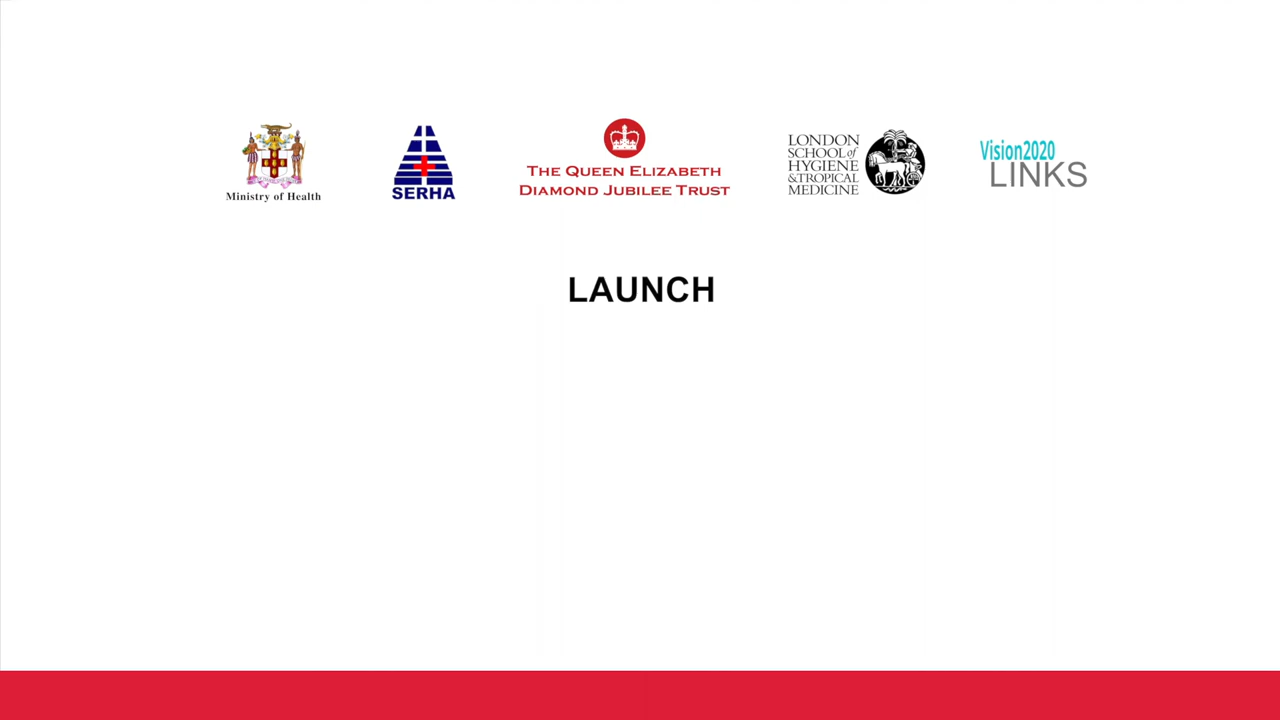 Ministry of Health
SERHA
THE QUEEN ELIZABETH
DIAMOND JUBILEE TRUST
LONDON
SCHOOL of
HYGIENE
& TROPICAL
MEDICINE
Vision2020
LINKS
LAUNCH